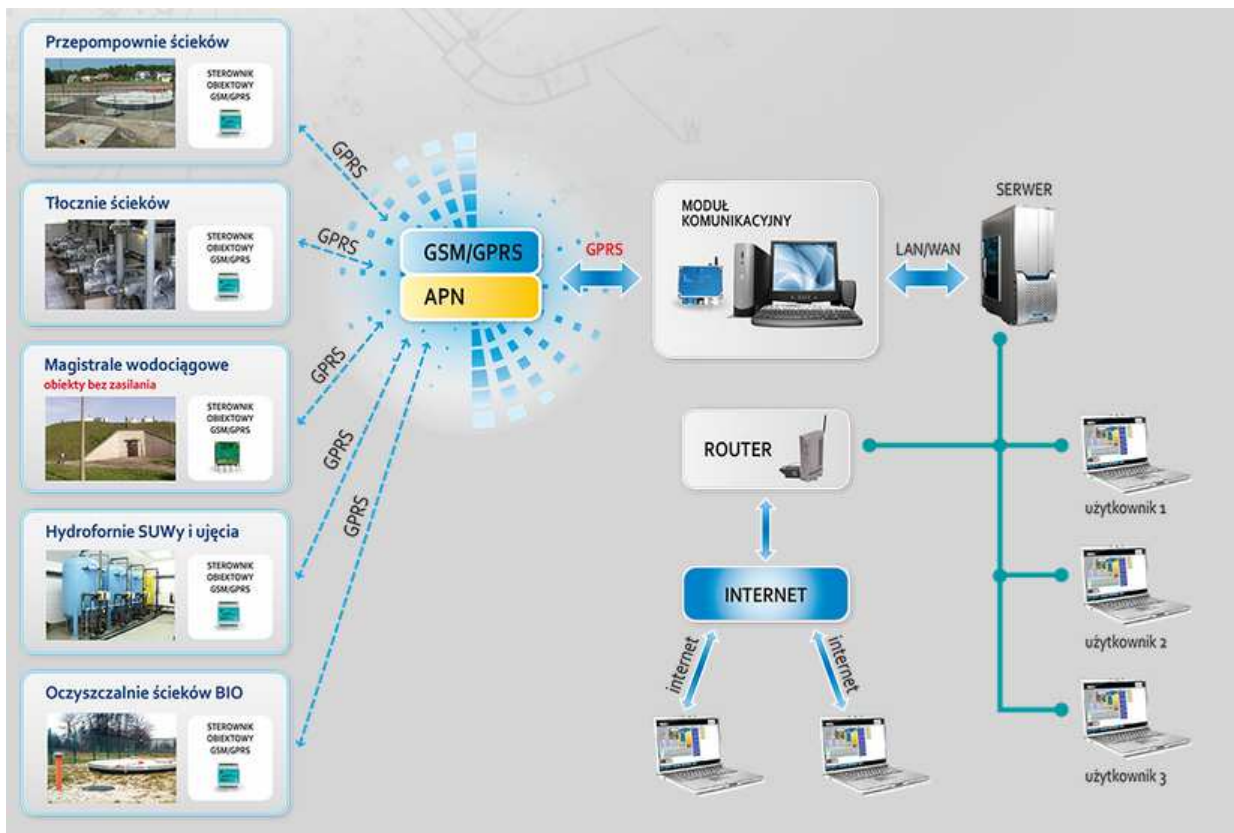 Przepompownie ścieków
STEROWNIK
OBIEKTOWY
GSM/GPRS
GPRS
Tłocznie ścieków
STEROWNIK
OBIEKTOWY
GSM/GPRS
GPRS
Magistrale wodociągowe
obiekty bez zasilania
STEROWNIK
OBIEKTOWY
GSM/GPRS
GPRS
Hydrofornie SUWy i ujęcia
STEROWNIK
OBIEKTOWY
GSM/GPRS
GPRS
Oczyszczalnie ścieków BIO
STEROWNIK
OBIEKTOWY
GSM/GPRS
GPRS
GSM/GPRS
APN
GPRS
MODUŁ
KOMUNIKACYJNY
LAN/WAN
SERWER
W
ROUTER
INTERNET
internet
internet
użytkownik 1
użytkownik 2
użytkownik 3